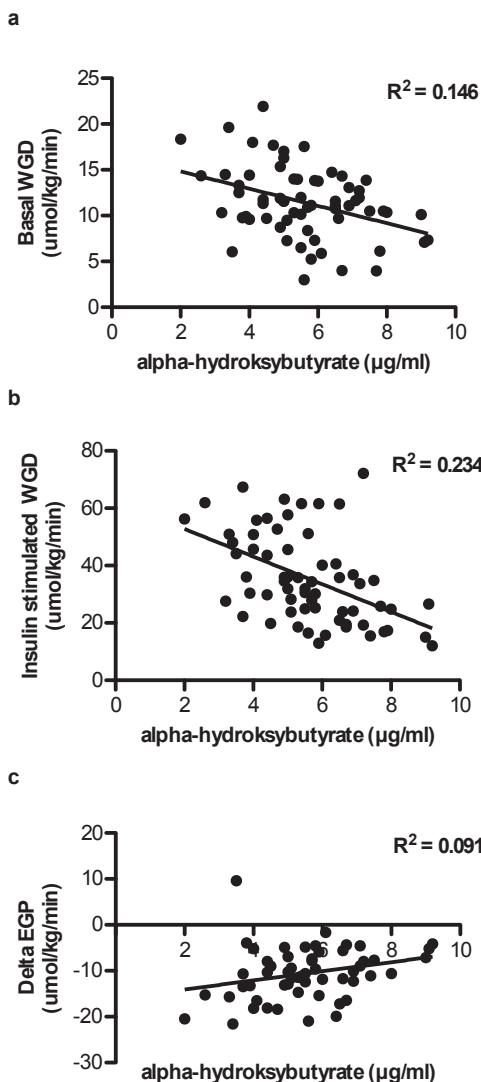 a
R² = 0.146
Basal WGD
(umol/kg/min)
25
20
15
10
5
0
0 2 4 6 8 10
alpha-hydroksybutyrate (µg/ml)
b
R² = 0.234
Insulin stimulated WGD
(umol/kg/min)
80
60
40
20
0
0 2 4 6 8 10
alpha-hydroksybutyrate (µg/ml)
c
R² = 0.091
Delta EGP
(umol/kg/min)
20
10
0
2 4 6 8 10
-10
-20
-30
alpha-hydroksybutyrate (µg/ml)